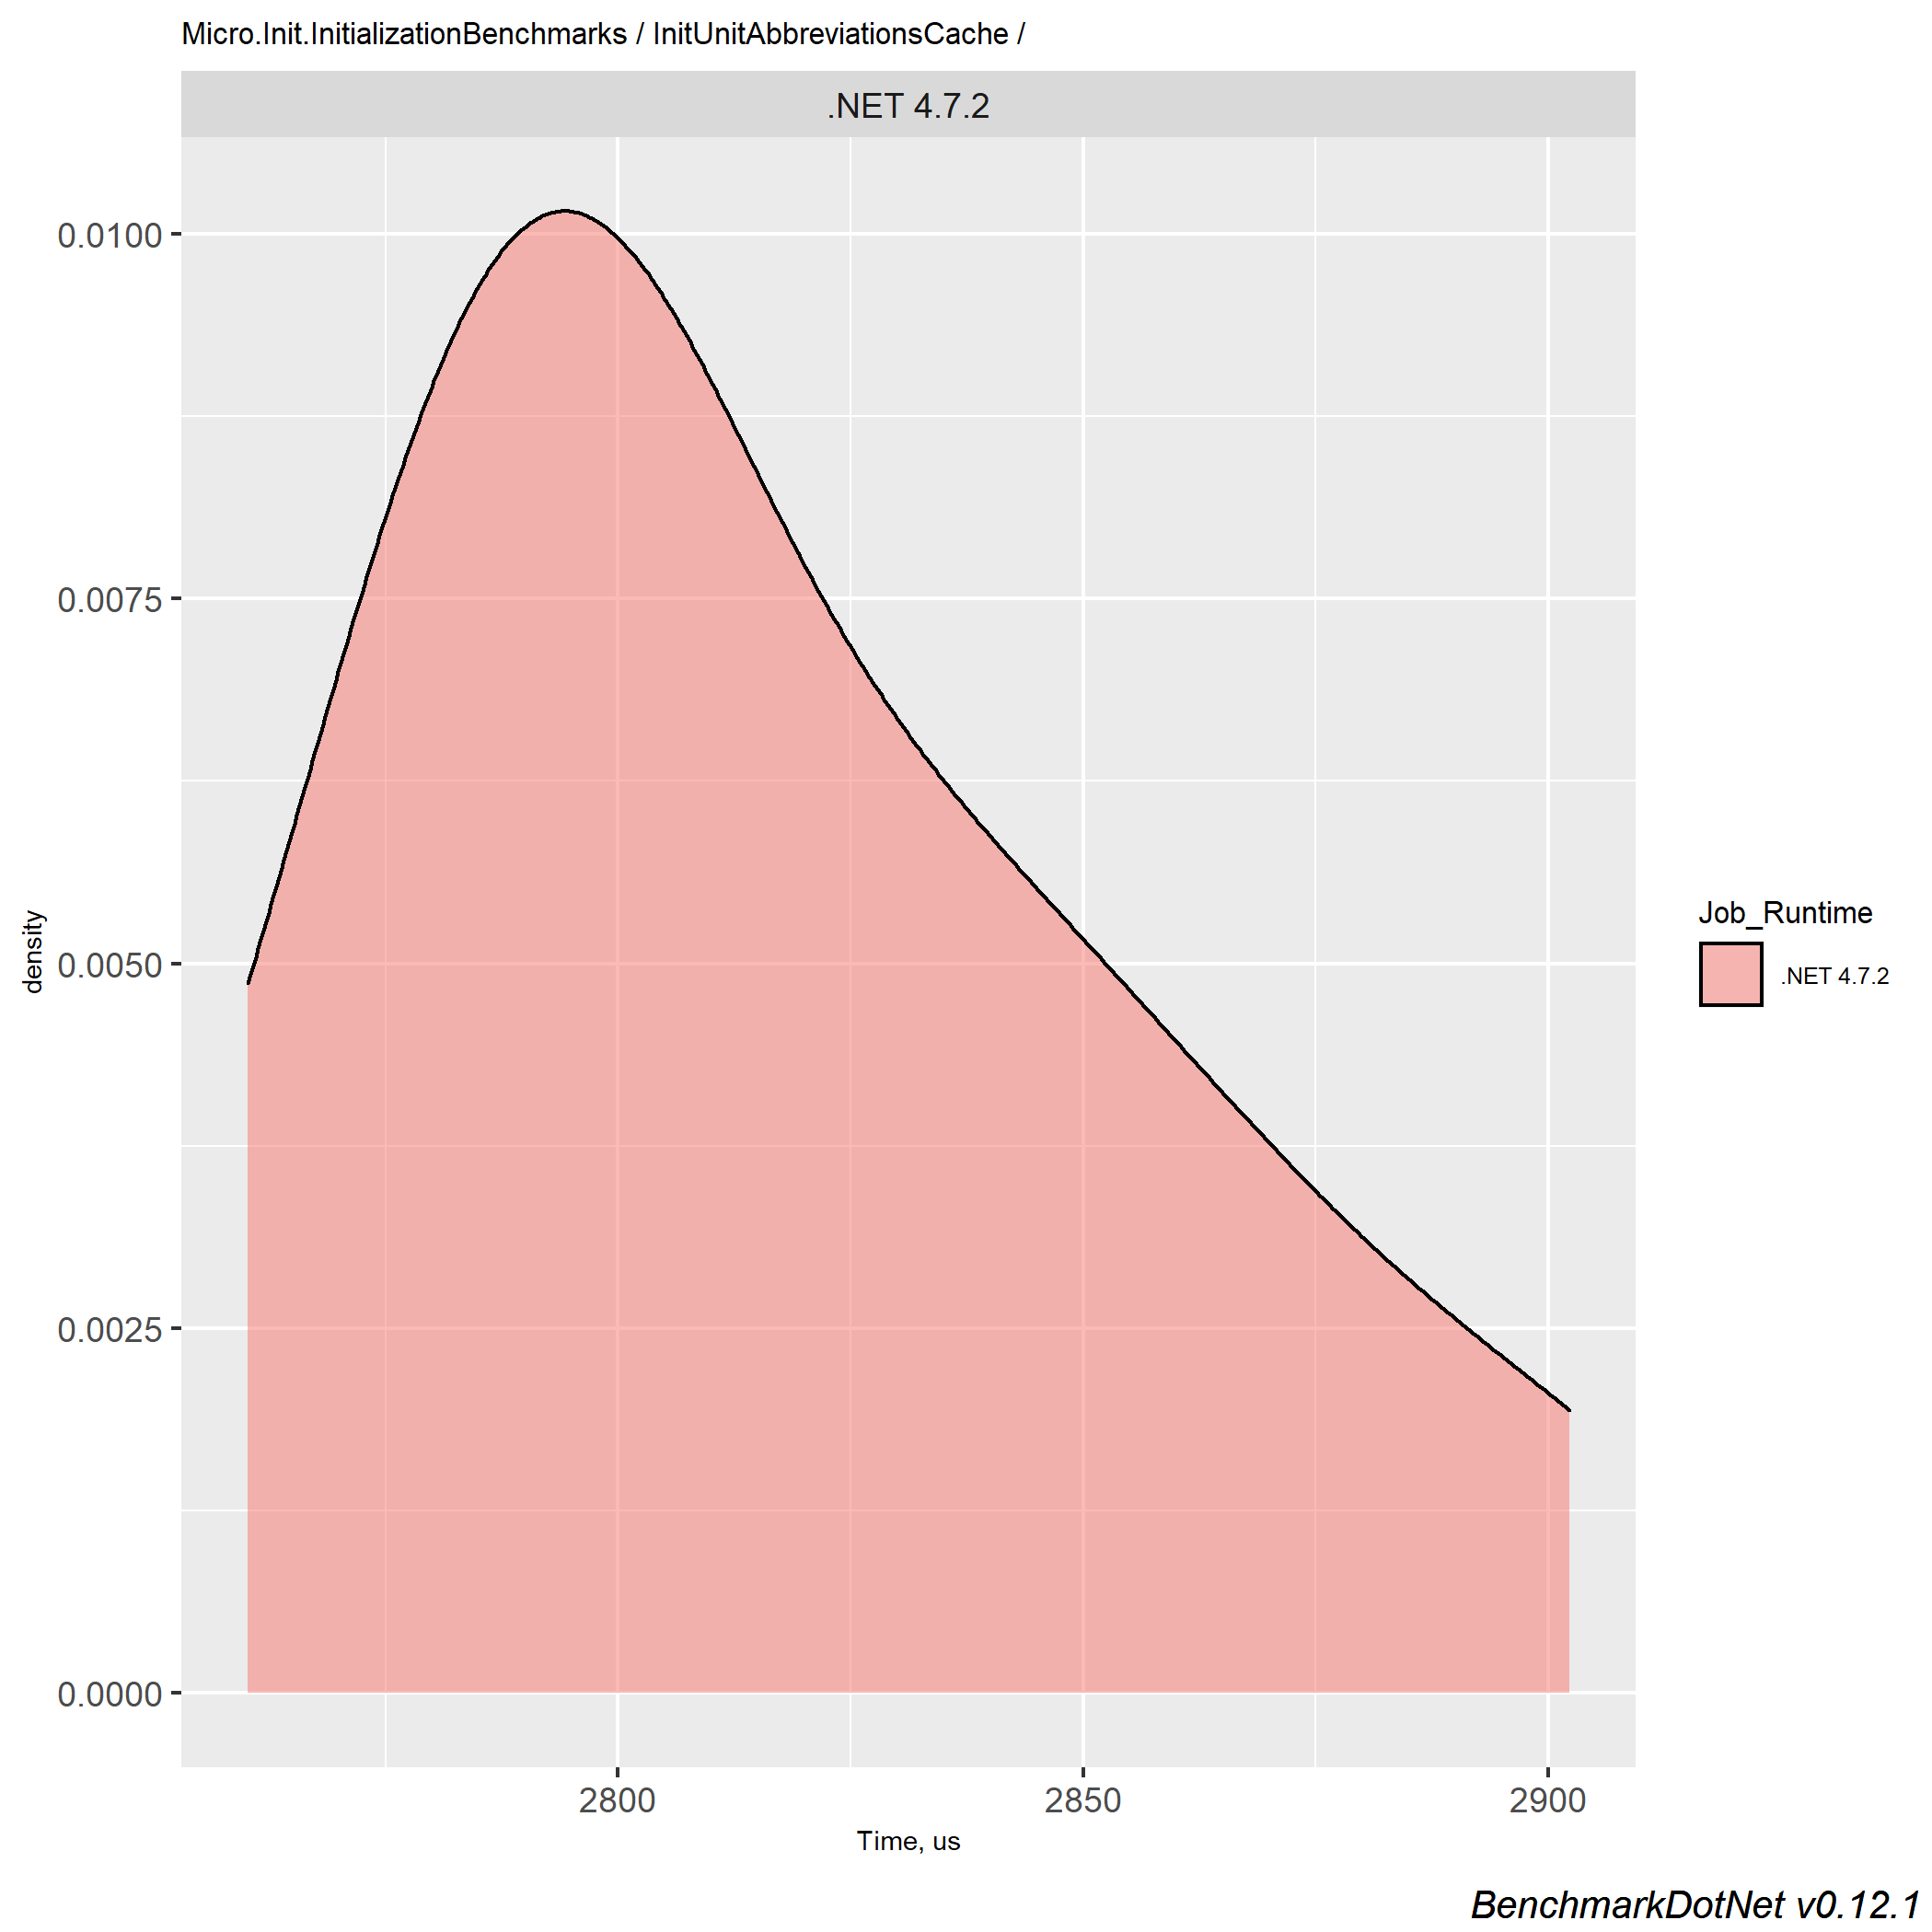 Micro.Init.InitializationBenchmarks / InitUnitAbbreviationsCache /
.NET 4.7.2
0.0100
0.0075
0.0050
0.0025
0.0000
density
2800 2850 2900
Time, us
Job_Runtime
.NET 4.7.2
BenchmarkDotNet v0.12.1